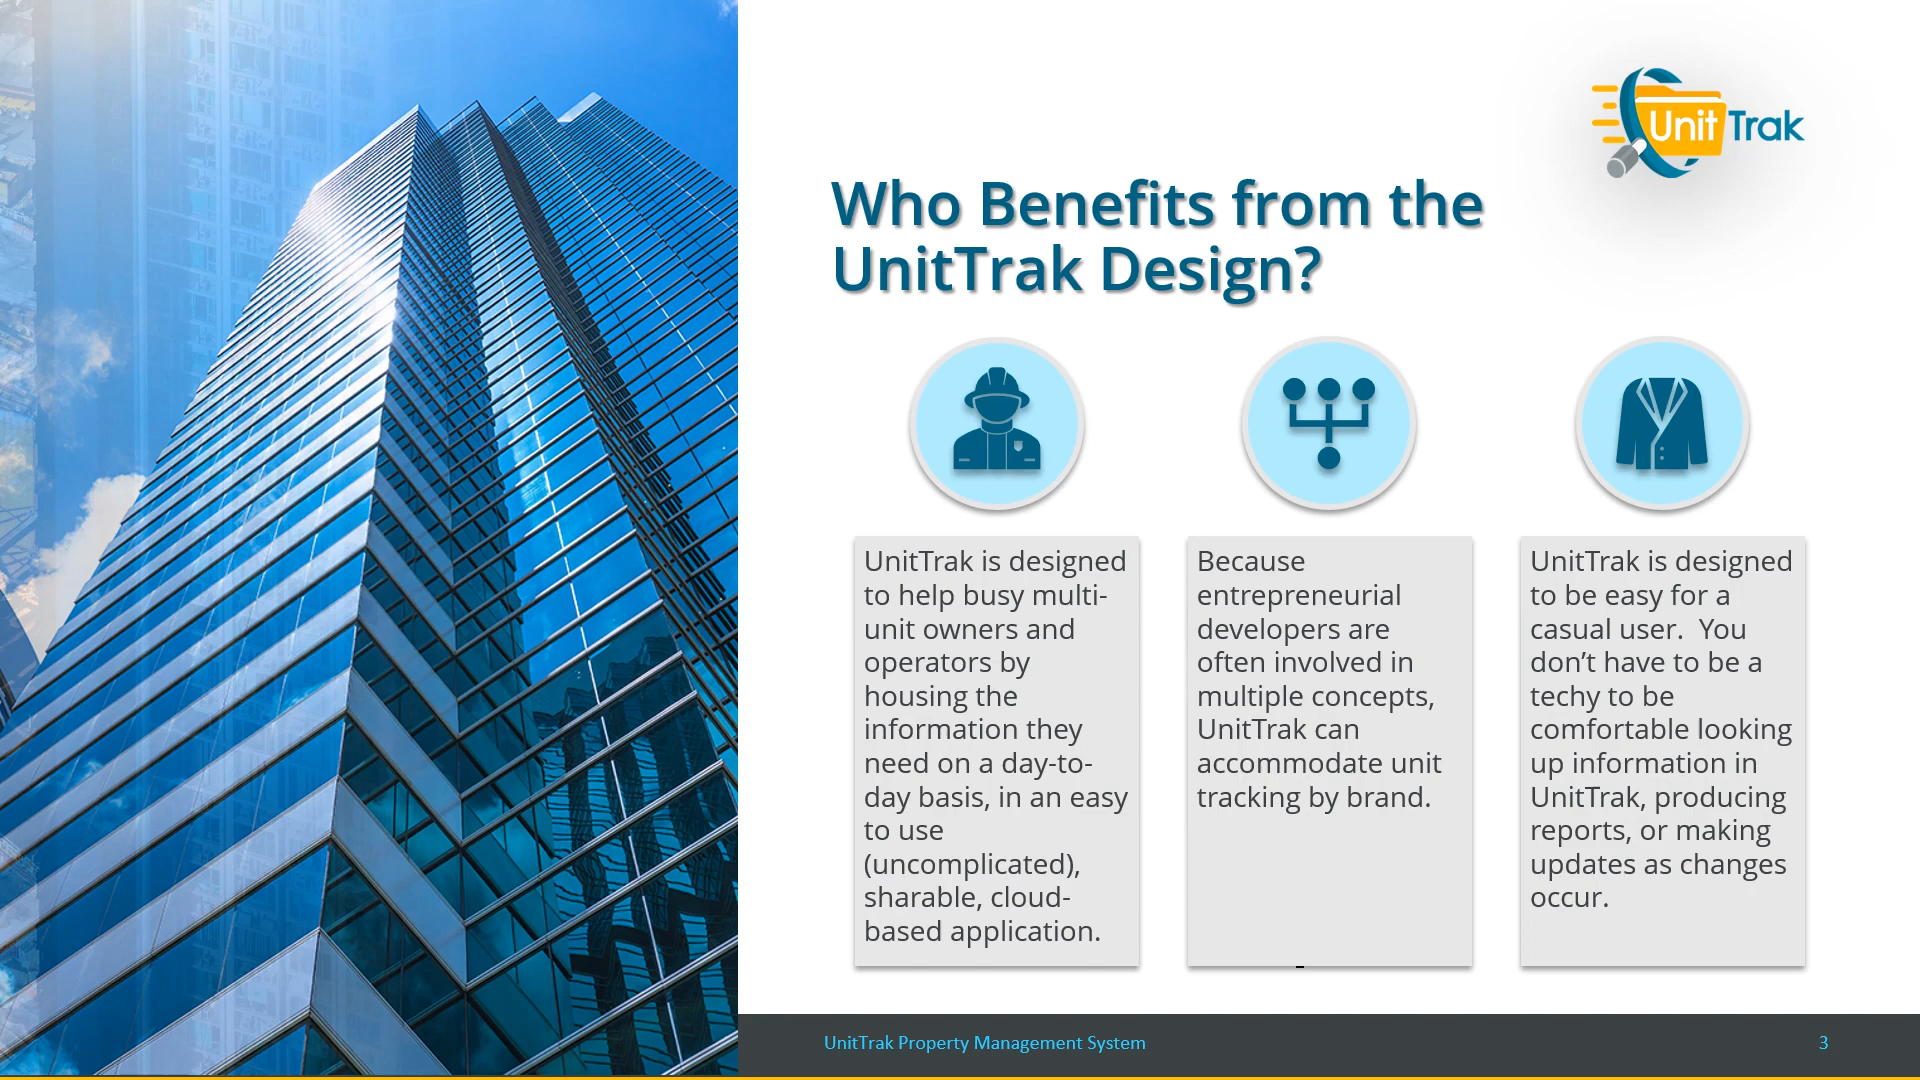 Unit Trak
Who Benefits from the
UnitTrak Design?
UnitTrak is designed
to help busy multi-
unit owners and
operators by
housing the
information they
need on a day-to-
day basis, in an easy
to use
(uncomplicated),
sharable, cloud-
based application.
Because
entrepreneurial
developers are
often involved in
multiple concepts,
UnitTrak can
accommodate unit
tracking by brand.
UnitTrak is designed
to be easy for a
casual user.  You
don’t have to be a
techy to be
comfortable looking
up information in
UnitTrak, producing
reports, or making
updates as changes
occur.
UnitTrak Property Management System
3